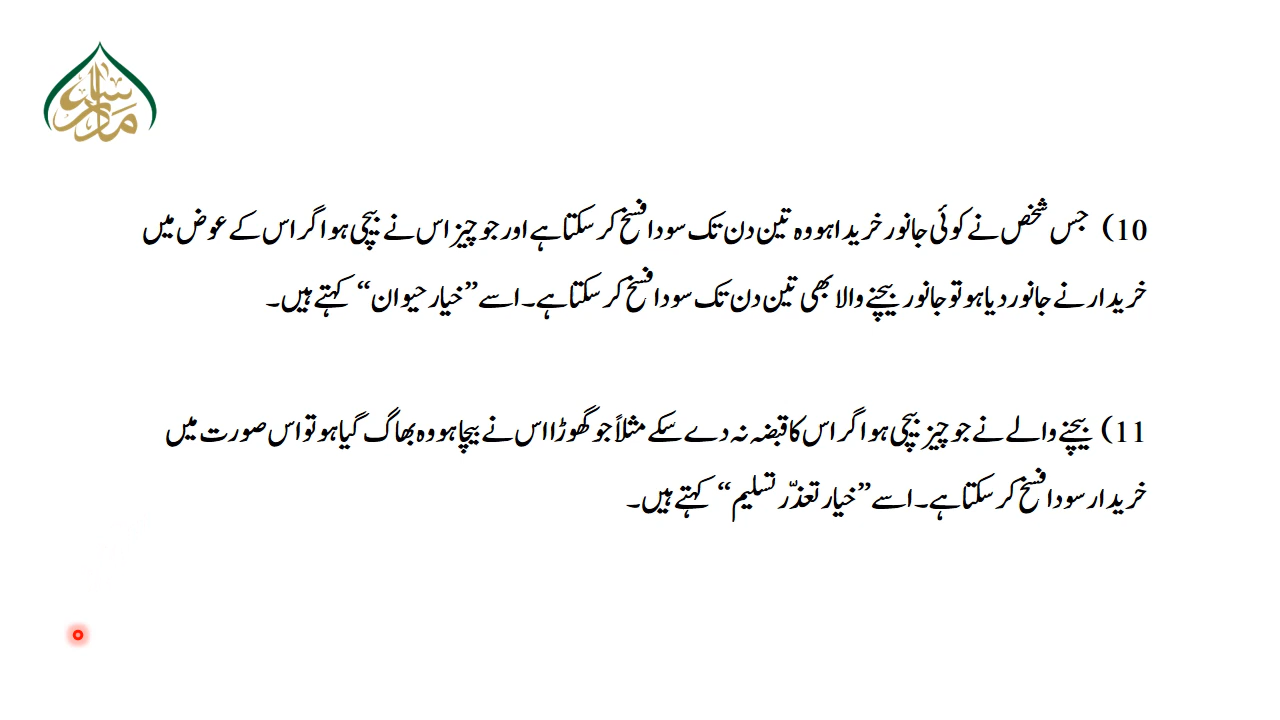 10) جس شخص نے کوئی جانور خریدا ہو وہ تین دن تک سودا فسخ کر سکتا ہے اور جو چیز اس نے بیچی ہو اگر اس کے عوض میں
خریدار نے جانور دیا ہو تو جانور بیچنے والا بھی تین دن تک سودا فسخ کر سکتا ہے۔ اسے ”خیار حیوان“ کہتے ہیں۔
11) بیچنے والے نے جو چیز بیچی ہو اگر اس کا قبضہ نہ دے سکے مثلاً جو گھوڑا اس نے بیچا ہو وہ بھاگ گیا ہو تو اس صورت میں
خریدار سودا فسخ کر سکتا ہے۔ اسے ”خیار تعذّر تسلیم“ کہتے ہیں۔